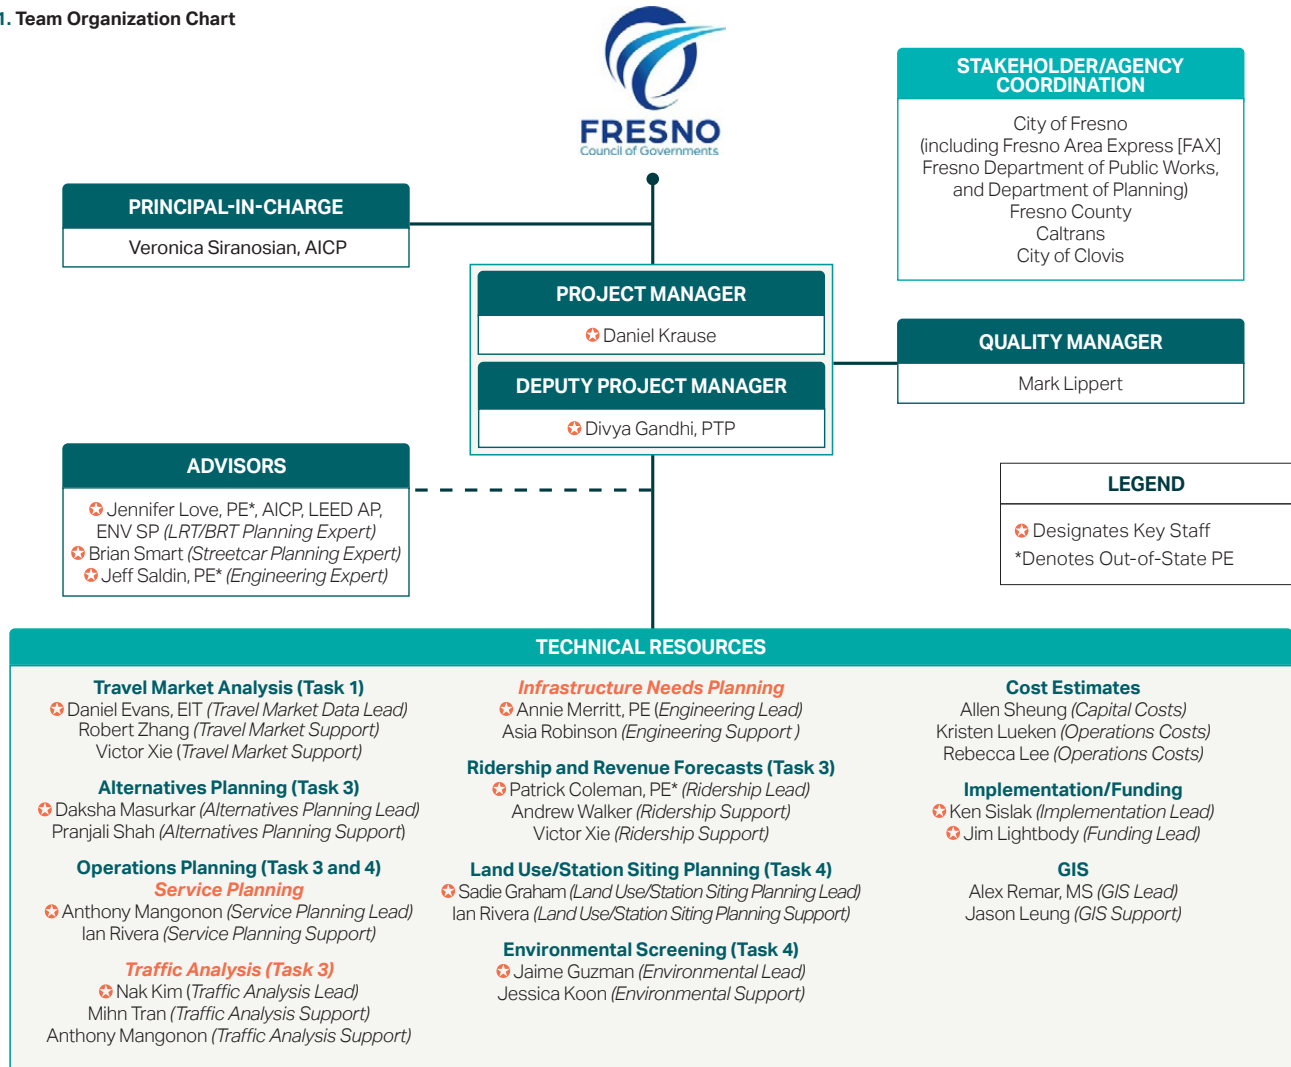 1. Team Organization Chart
FRESNO
Council of Governments
STAKEHOLDER/AGENCY
COORDINATION
City of Fresno
(including Fresno Area Express [FAX]
Fresno Department of Public Works,
and Department of Planning)
Fresno County
Caltrans
City of Clovis
PRINCIPAL-IN-CHARGE
Veronica Siranosian, AICP
PROJECT MANAGER
✪ Daniel Krause
DEPUTY PROJECT MANAGER
✪ Divya Gandhi, PTP
QUALITY MANAGER
Mark Lippert
ADVISORS
✪ Jennifer Love, PE*, AICP, LEED AP,
ENV SP (LRT/BRT Planning Expert)
✪ Brian Smart (Streetcar Planning Expert)
✪ Jeff Saldin, PE* (Engineering Expert)
LEGEND
✪ Designates Key Staff
*Denotes Out-of-State PE
TECHNICAL RESOURCES
Travel Market Analysis (Task 1)
✪ Daniel Evans, EIT (Travel Market Data Lead)
Robert Zhang (Travel Market Support)
Victor Xie (Travel Market Support)
Alternatives Planning (Task 3)
✪ Daksha Masurkar (Alternatives Planning Lead)
Pranjali Shah (Alternatives Planning Support)
Operations Planning (Task 3 and 4)
Service Planning
✪ Anthony Mangonon (Service Planning Lead)
Ian Rivera (Service Planning Support)
Traffic Analysis (Task 3)
✪ Nak Kim (Traffic Analysis Lead)
Mihn Tran (Traffic Analysis Support)
Anthony Mangonon (Traffic Analysis Support)
Infrastructure Needs Planning
✪ Annie Merritt, PE (Engineering Lead)
Asia Robinson (Engineering Support )
Ridership and Revenue Forecasts (Task 3)
✪ Patrick Coleman, PE* (Ridership Lead)
Andrew Walker (Ridership Support)
Victor Xie (Ridership Support)
Land Use/Station Siting Planning (Task 4)
✪ Sadie Graham (Land Use/Station Siting Planning Lead)
Ian Rivera (Land Use/Station Siting Planning Support)
Environmental Screening (Task 4)
✪ Jaime Guzman (Environmental Lead)
Jessica Koon (Environmental Support)
Cost Estimates
Allen Sheung (Capital Costs)
Kristen Lueken (Operations Costs)
Rebecca Lee (Operations Costs)
Implementation/Funding
✪ Ken Sislak (Implementation Lead)
✪ Jim Lightbody (Funding Lead)
GIS
Alex Remar, MS (GIS Lead)
Jason Leung (GIS Support)